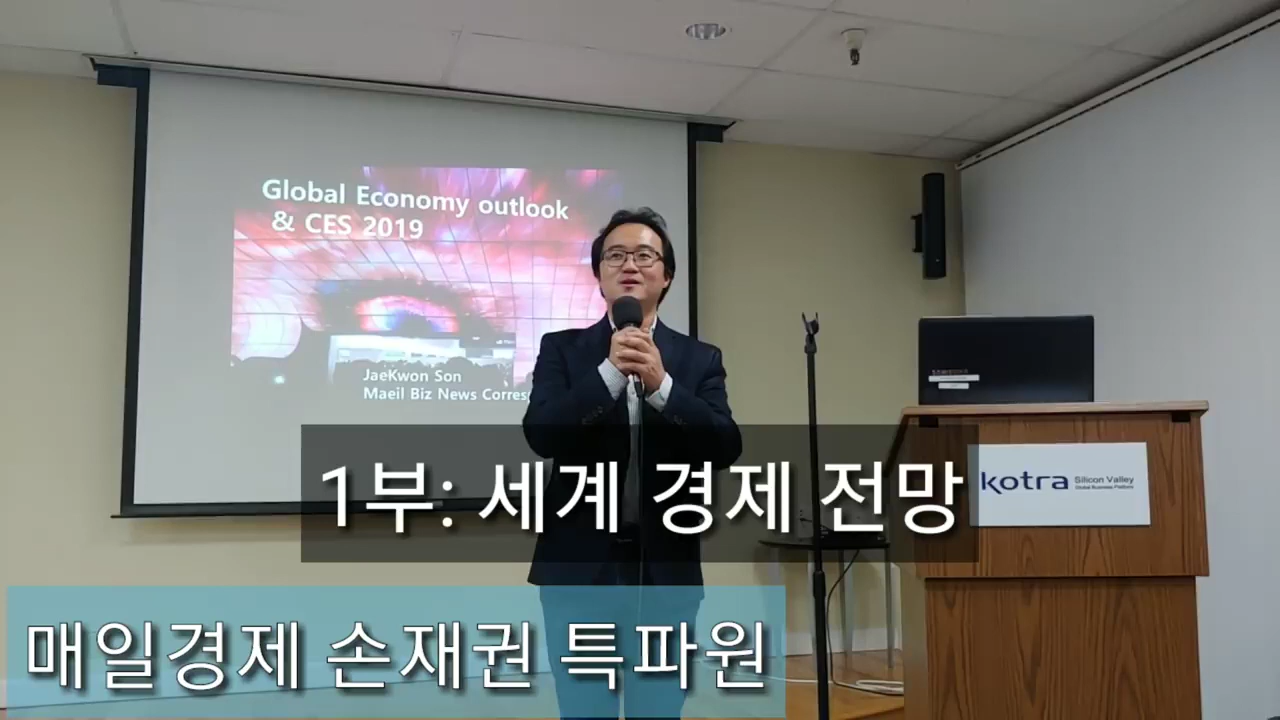 Global Economy outlook
& CES 2019
JaeKwon Son
Maeil Biz News Corres
1부: 세계 경제 전망
kotra Silicon Valley
Global Business Platform
매일경제 손재권 특파원